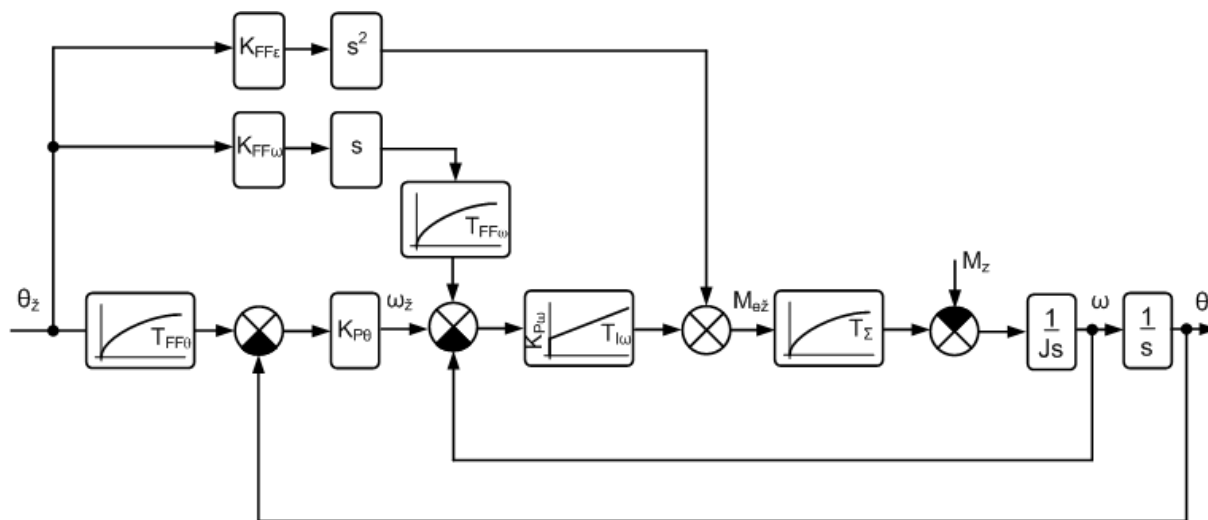 K_FFε
s²
K_FFω
s
T_FFω
θ_ž
T_FFθ
K_Pθ
ω_ž
K_Pω
T_Iω
M_ež
T_Σ
M_z
1
Js
ω
1
s
θ